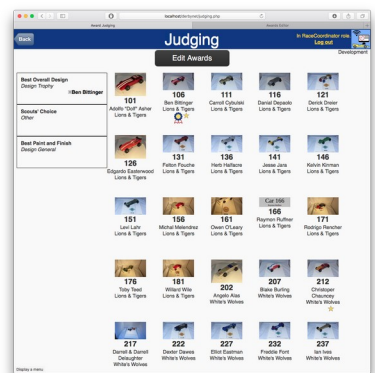 localhost/derbynet/judging.php
Award Judging
Awards Editor
Back
Judging
In RaceCoordinator role.
Log out
Edit Awards
Development
Best Overall Design
Design Trophy
Ben Bittinger
Scouts' Choice
Other
Best Paint and Finish
Design General
101
Adolfo "Dolf" Asher
Lions & Tigers
106
Ben Bittinger
Lions & Tigers
111
Carroll Cybulski
Lions & Tigers
116
Danial Depaolo
Lions & Tigers
121
Derick Dreier
Lions & Tigers
126
Edgardo Easterwood
Lions & Tigers
131
Felton Fouche
Lions & Tigers
136
Herb Halfacre
Lions & Tigers
141
Jesse Jara
Lions & Tigers
146
Kelvin Kinman
Lions & Tigers
151
Levi Lahr
Lions & Tigers
156
Michal Melendrez
Lions & Tigers
161
Owen O'Leary
Lions & Tigers
Car 166
166
Raymon Ruffner
Lions & Tigers
171
Rodrigo Rencher
Lions & Tigers
176
Toby Teed
Lions & Tigers
181
Willard Wile
Lions & Tigers
202
Angelo Alas
White's Wolves
207
Blake Burling
White's Wolves
212
Christoper
Chauncey
White's Wolves
217
Darrell & Darrell
Delaughter
White's Wolves
222
Dexter Dawes
White's Wolves
227
Elliot Eastman
White's Wolves
232
Freddie Font
White's Wolves
237
Ian Ives
White's Wolves
Display a menu